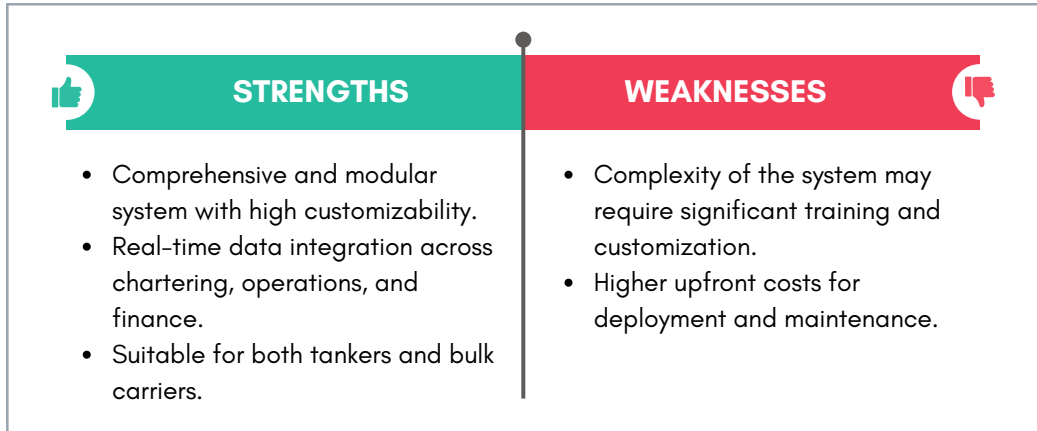 STRENGTHS
• Comprehensive and modular
system with high customizability.
• Real-time data integration across
chartering, operations, and
finance.
• Suitable for both tankers and bulk
carriers.
WEAKNESSES
• Complexity of the system may
require significant training and
customization.
• Higher upfront costs for
deployment and maintenance.